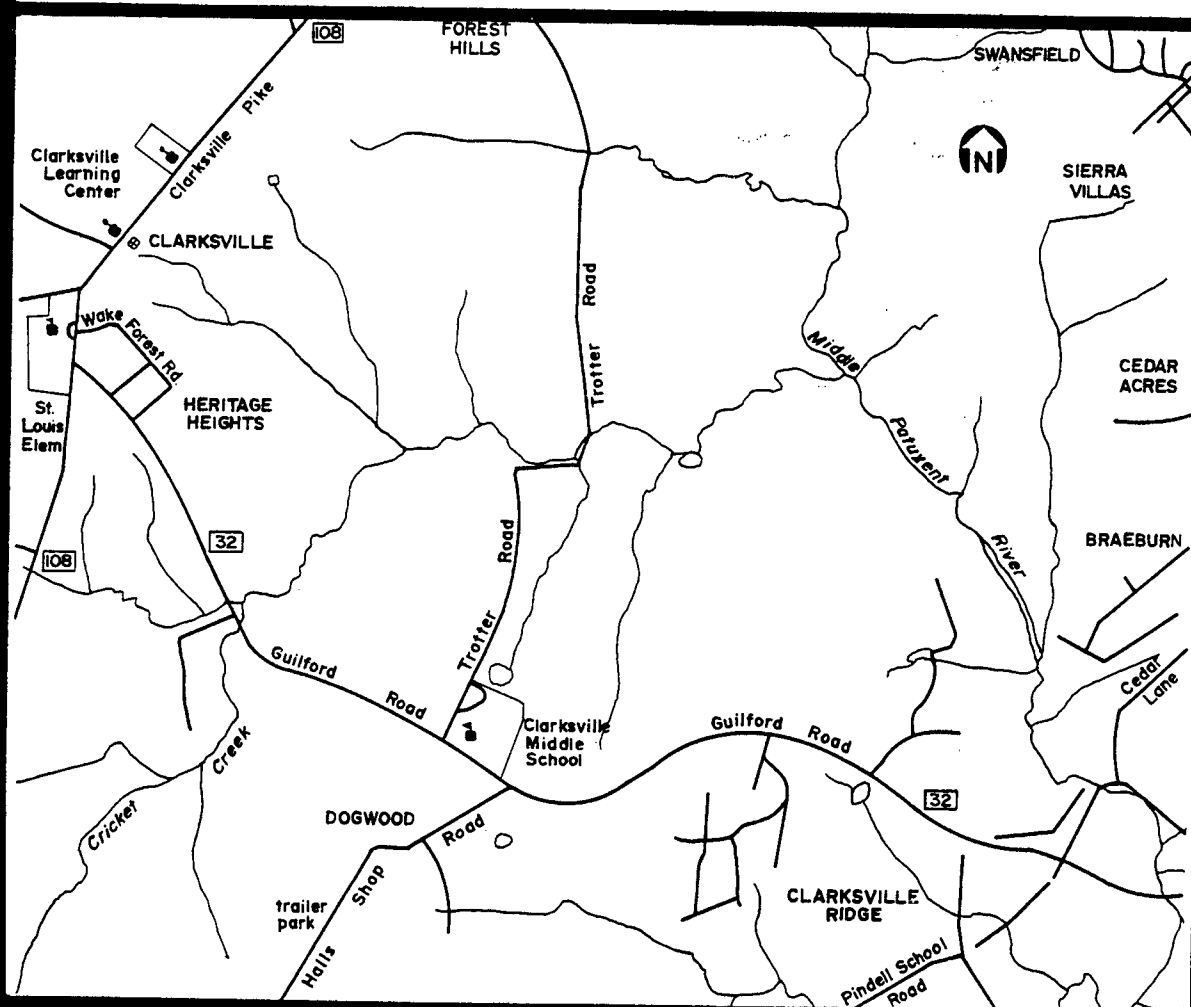 108
FOREST
HILLS
SWANSFIELD
Clarksville Pike
N
Clarksville
Learning
Center
SIERRA
VILLAS
CLARKSVILLE
Trotter Road
Wake Forest Rd.
Middle Patuxent River
CEDAR
ACRES
St.
Louis
Elem
HERITAGE
HEIGHTS
108
32
Trotter Road
BRAEBURN
Guilford Road
Cedar
Lane
Clarksville
Middle
School
Guilford Road
Cricket Creek
32
DOGWOOD
Halls Shop Road
trailer
park
CLARKSVILLE
RIDGE
Pindell School
Road